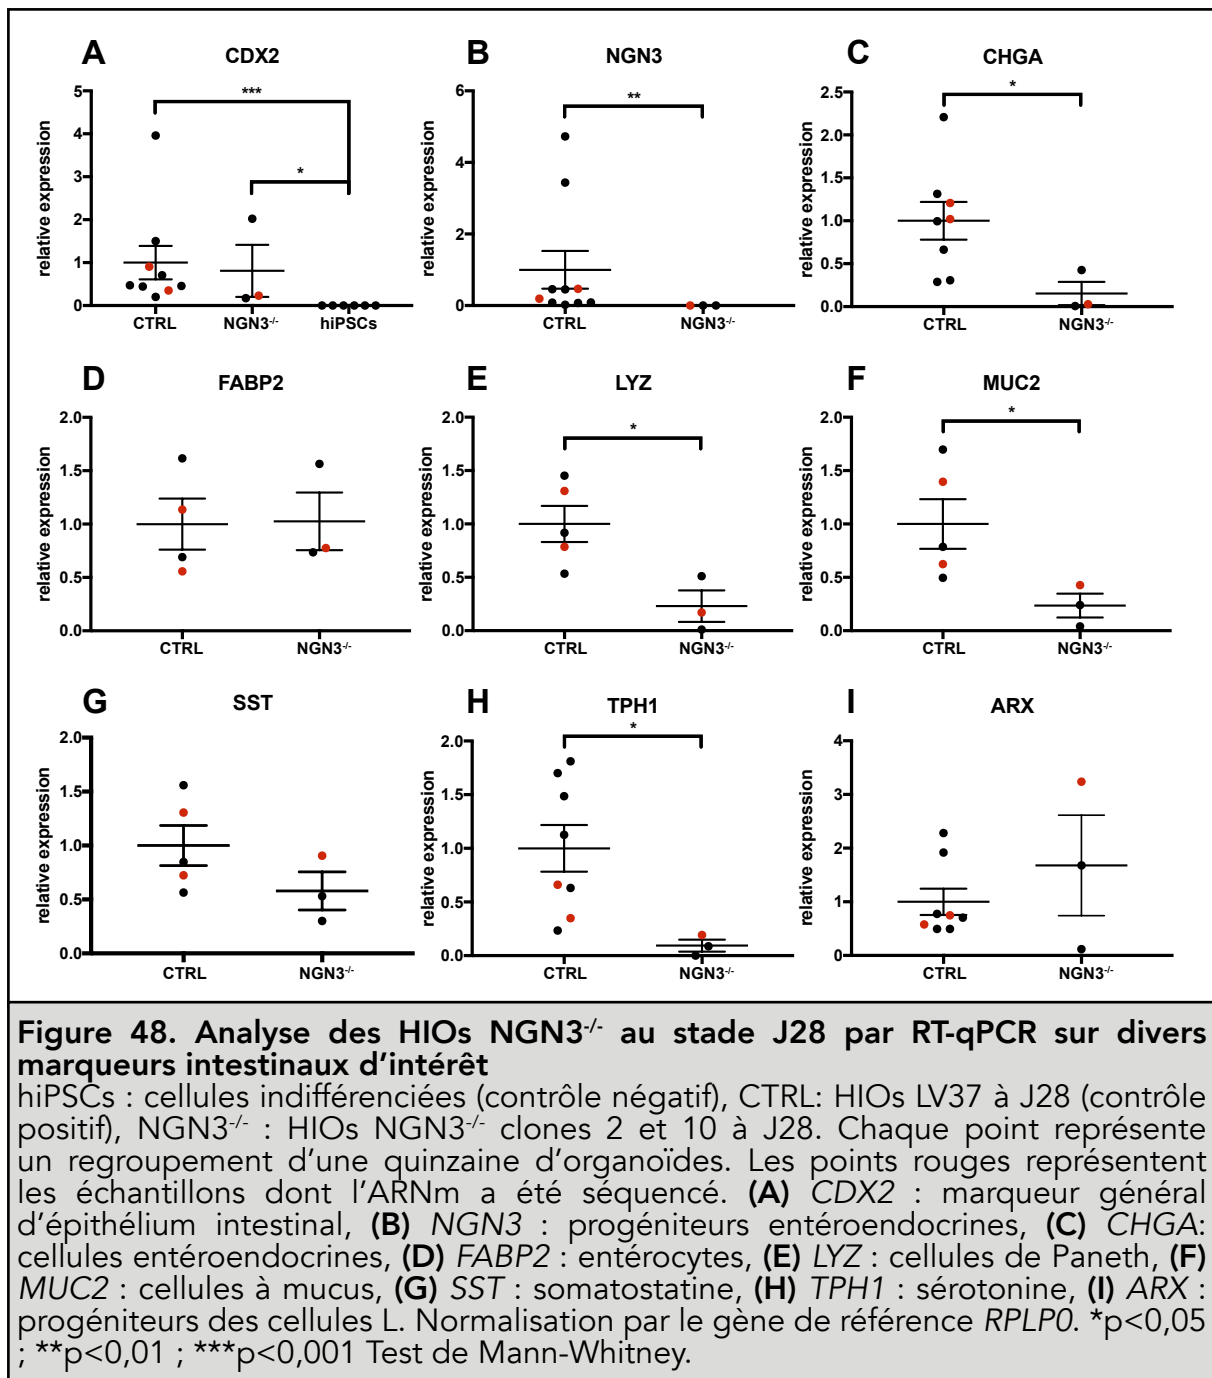 A
CDX2
relative expression
5
4
3
2
1
0
***
*
CTRL
NGN3-/-
hiPSCs
B
NGN3
relative expression
6
4
2
0
**
CTRL
NGN3-/-
C
CHGA
relative expression
2.5
2.0
1.5
1.0
0.5
0.0
*
CTRL
NGN3-/-
D
FABP2
relative expression
2.0
1.5
1.0
0.5
0.0
CTRL
NGN3-/-
E
LYZ
relative expression
2.0
1.5
1.0
0.5
0.0
*
CTRL
NGN3-/-
F
MUC2
relative expression
2.0
1.5
1.0
0.5
0.0
*
CTRL
NGN3-/-
G
SST
relative expression
2.0
1.5
1.0
0.5
0.0
CTRL
NGN3-/-
H
TPH1
relative expression
2.0
1.5
1.0
0.5
0.0
*
CTRL
NGN3-/-
I
ARX
relative expression
4
3
2
1
0
CTRL
NGN3-/-
Figure 48. Analyse des HIOs NGN3-/- au stade J28 par RT-qPCR sur divers
marqueurs intestinaux d'intérêt
hiPSCs : cellules indifférenciées (contrôle négatif), CTRL: HIOs LV37 à J28 (contrôle
positif), NGN3-/- : HIOs NGN3-/- clones 2 et 10 à J28. Chaque point représente
un regroupement d'une quinzaine d'organoïdes. Les points rouges représentent
les échantillons dont l'ARNm a été séquencé. (A) CDX2 : marqueur général
d'épithélium intestinal, (B) NGN3 : progéniteurs entéroendocrines, (C) CHGA:
cellules entéroendocrines, (D) FABP2 : entérocytes, (E) LYZ : cellules de Paneth, (F)
MUC2 : cellules à mucus, (G) SST : somatostatine, (H) TPH1 : sérotonine, (I) ARX :
progéniteurs des cellules L. Normalisation par le gène de référence RPLP0. *p<0,05
; **p<0,01 ; ***p<0,001 Test de Mann-Whitney.